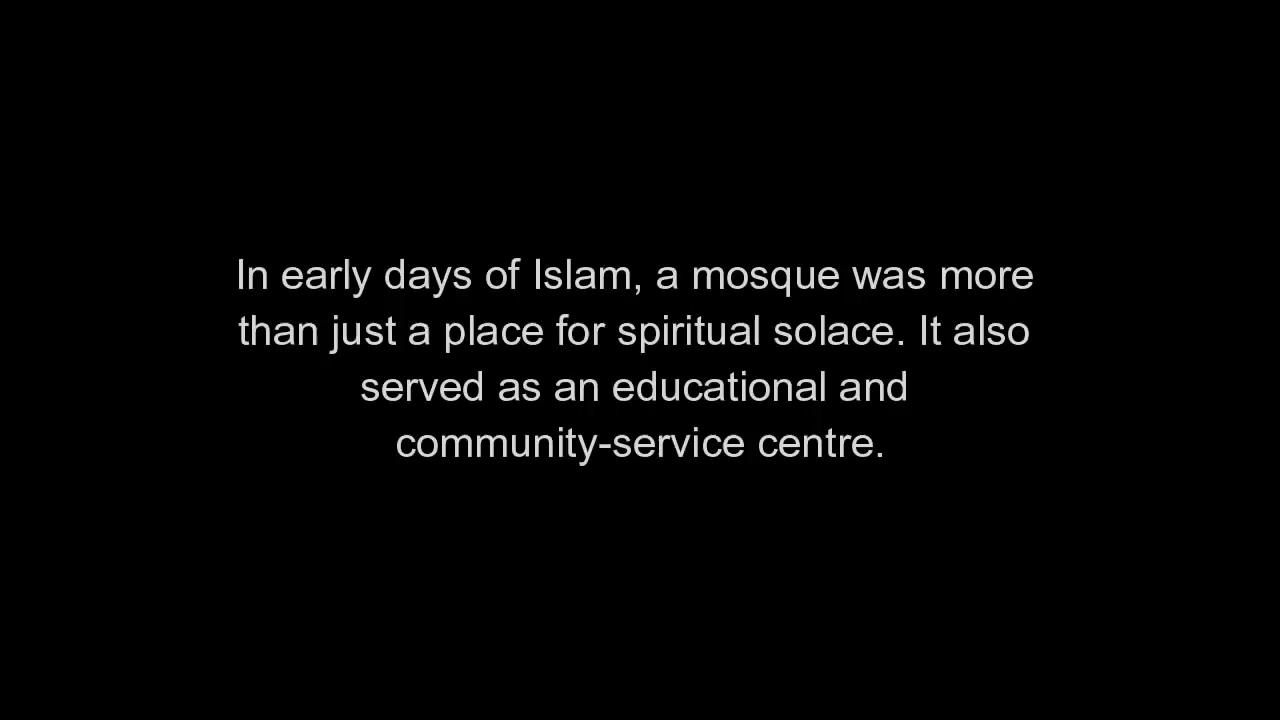 In early days of Islam, a mosque was more
than just a place for spiritual solace. It also
served as an educational and
community-service centre.